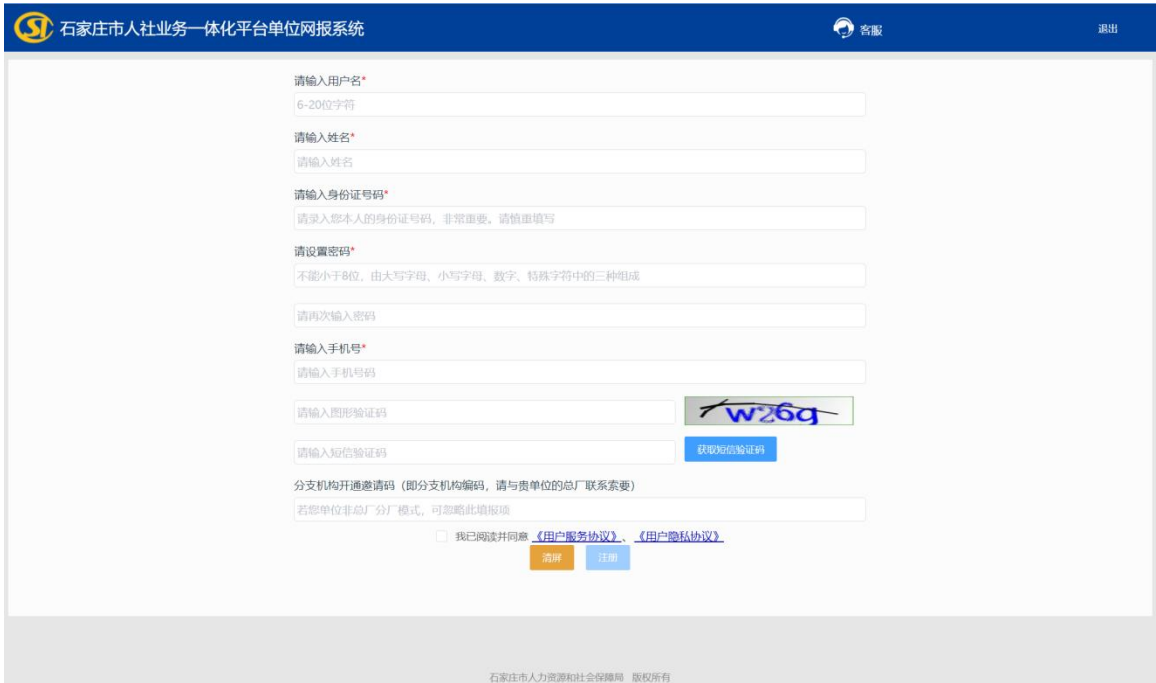 石家庄市人社业务一体化平台单位网报系统
客服
退出
请输入用户名*
6-20位字符
请输入姓名*
请输入姓名
请输入身份证号码*
请录入您本人的身份证号码，非常重要。请慎重填写
请设置密码*
不能小于8位，由大写字母、小写字母、数字、特殊字符中的三种组成
请再次输入密码
请输入手机号*
请输入手机号码
请输入图形验证码
w26g
请输入短信验证码
获取短信验证码
分支机构开通邀请码（即分支机构编码，请与贵单位的总厂联系索要）
若您单位非总厂分厂模式，可忽略此填报项
我已阅读并同意 《用户服务协议》、《用户隐私协议》
清屏 注册
石家庄市人力资源和社会保障局 版权所有